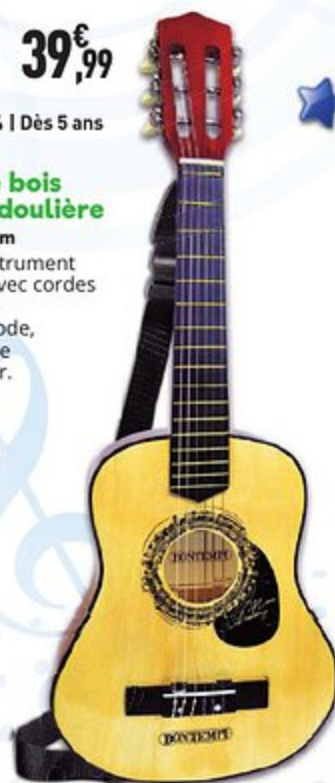 39,€99
| Dès 5 ans
bois
doulière
m
trument
vec cordes
ode,
e
r.
BONTEMPI
BONTEMPI